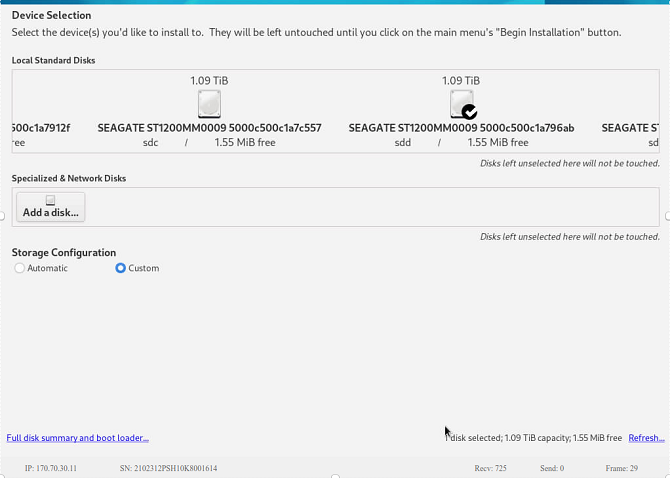 Device Selection
Select the device(s) you'd like to install to. They will be left untouched until you click on the main menu's "Begin Installation" button.
Local Standard Disks
1.09 TiB 1.09 TiB
500c1a7912f SEAGATE ST1200MM0009 5000c500c1a7c557 SEAGATE ST1200MM0009 5000c500c1a796ab SEAGATE ST
ree sdc / 1.55 MiB free sdd / 1.55 MiB free
Disks left unselected here will not be touched.
Specialized & Network Disks
Add a disk...
Disks left unselected here will not be touched.
Storage Configuration
Automatic Custom
Full disk summary and boot loader... 1 disk selected; 1.09 TiB capacity; 1.55 MiB free Refresh...
IP: 170.70.30.11 SN: 2102312PSH10K8001614 Recv: 725 Send: 0 Frame: 29